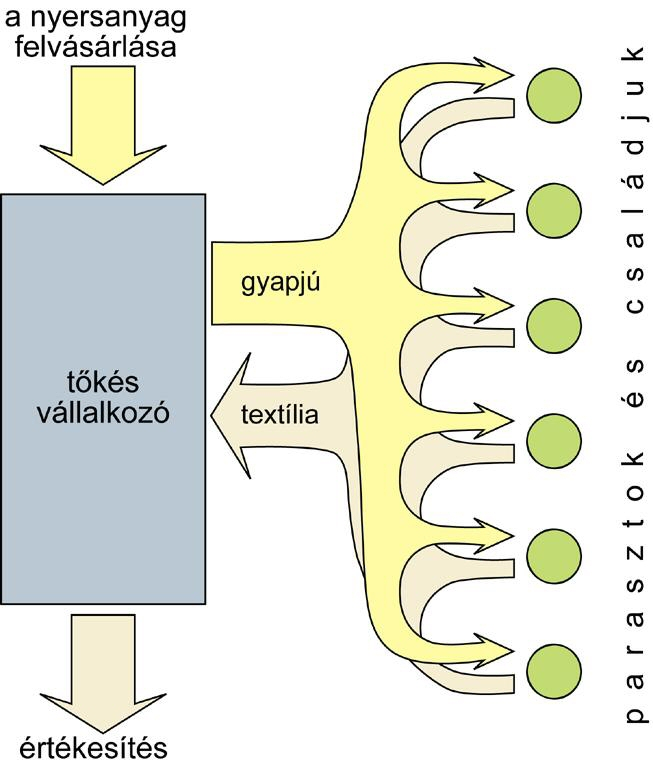 a nyersanyag
felvásárlása
gyapjú
tőkés
vállalkozó
textília
értékesítés
parasztok és családjuk